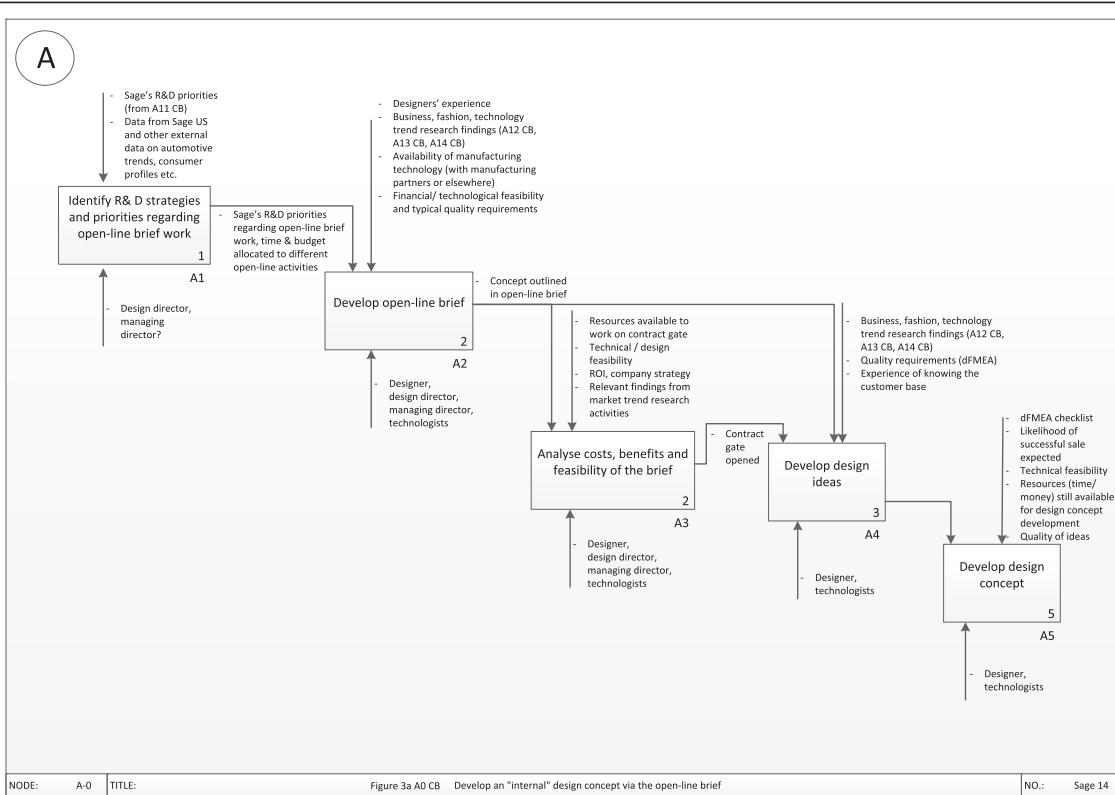 A
- Sage's R&D priorities
(from A11 CB)
- Data from Sage US
and other external
data on automotive
trends, consumer
profiles etc.
Identify R& D strategies
and priorities regarding
open-line brief work
1
A1
- Design director,
managing
director?
- Sage's R&D priorities
regarding open-line brief
work, time & budget
allocated to different
open-line activities
- Designers' experience
- Business, fashion, technology
trend research findings (A12 CB,
A13 CB, A14 CB)
- Availability of manufacturing
technology (with manufacturing
partners or elsewhere)
- Financial/ technological feasibility
and typical quality requirements
Develop open-line brief
2
A2
- Designer,
design director,
managing director,
technologists
- Concept outlined
in open-line brief
- Resources available to
work on contract gate
- Technical / design
feasibility
- ROI, company strategy
- Relevant findings from
market trend research
activities
Analyse costs, benefits and
feasibility of the brief
2
A3
- Designer,
design director,
managing director,
technologists
- Contract
gate
opened
- Business, fashion, technology
trend research findings (A12 CB,
A13 CB, A14 CB)
- Quality requirements (dFMEA)
- Experience of knowing the
customer base
Develop design
ideas
3
A4
- Designer,
technologists
- dFMEA checklist
- Likelihood of
successful sale
expected
- Technical feasibility
- Resources (time/
money) still available
for design concept
development
- Quality of ideas
Develop design
concept
5
A5
- Designer,
technologists
NODE: A-0 TITLE: Figure 3a A0 CB Develop an "internal" design concept via the open-line brief NO.: Sage 14